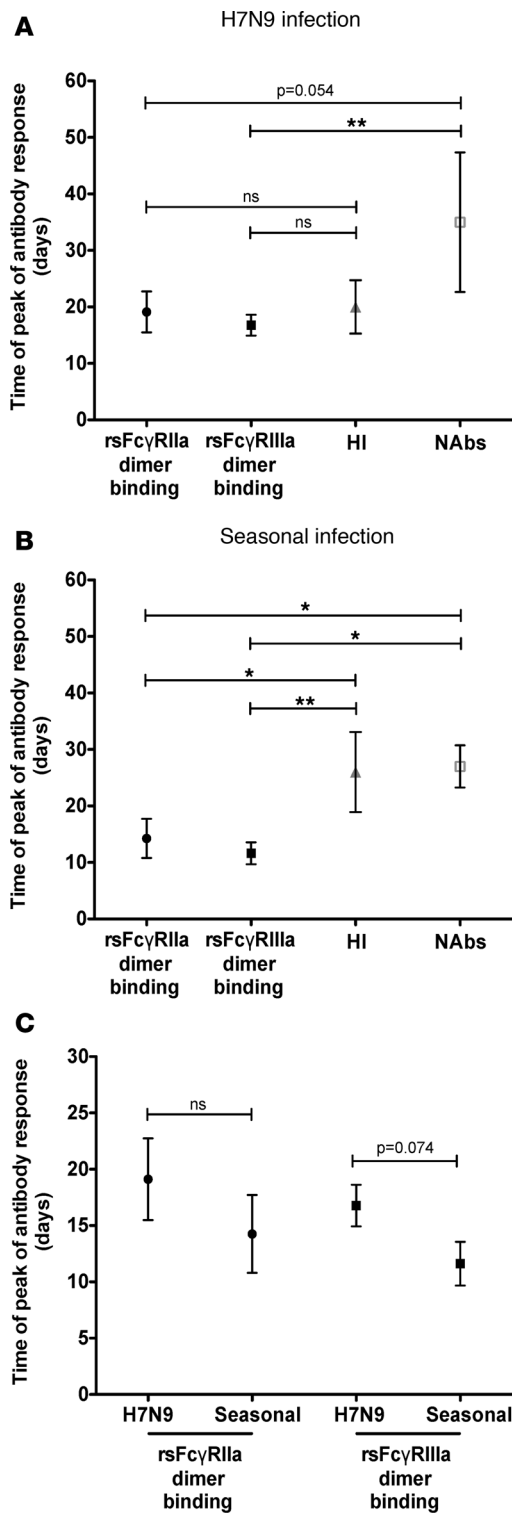 A
H7N9 infection
Time of peak of antibody response
(days)
60
50
40
30
20
10
0
p=0.054
**
ns
ns
rsFcγRIIa
dimer
binding
rsFcγRIIIa
dimer
binding
HI
NAbs
B
Seasonal infection
Time of peak of antibody response
(days)
60
50
40
30
20
10
0
*
*
*
**
rsFcγRIIa
dimer
binding
rsFcγRIIIa
dimer
binding
HI
NAbs
C
Time of peak of antibody response
(days)
30
25
20
15
10
5
0
ns
p=0.074
H7N9 Seasonal H7N9 Seasonal
rsFcγRIIa
dimer
binding
rsFcγRIIIa
dimer
binding